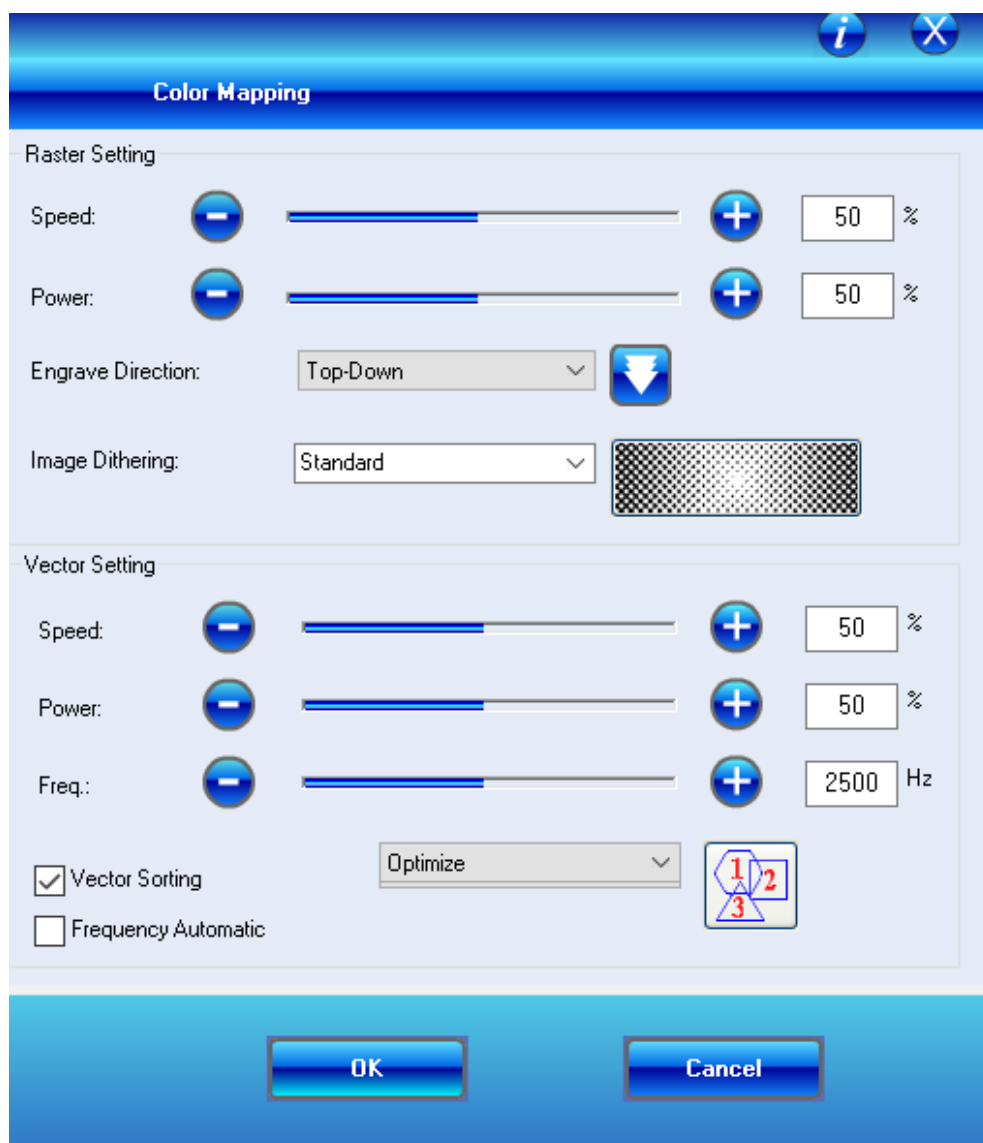 i X
Color Mapping
Raster Setting
Speed: - + 50 %
Power: - + 50 %
Engrave Direction: Top-Down
Image Dithering: Standard
Vector Setting
Speed: - + 50 %
Power: - + 50 %
Freq.: - + 2500 Hz
Optimize
Vector Sorting
1 2
3
Frequency Automatic
OK Cancel